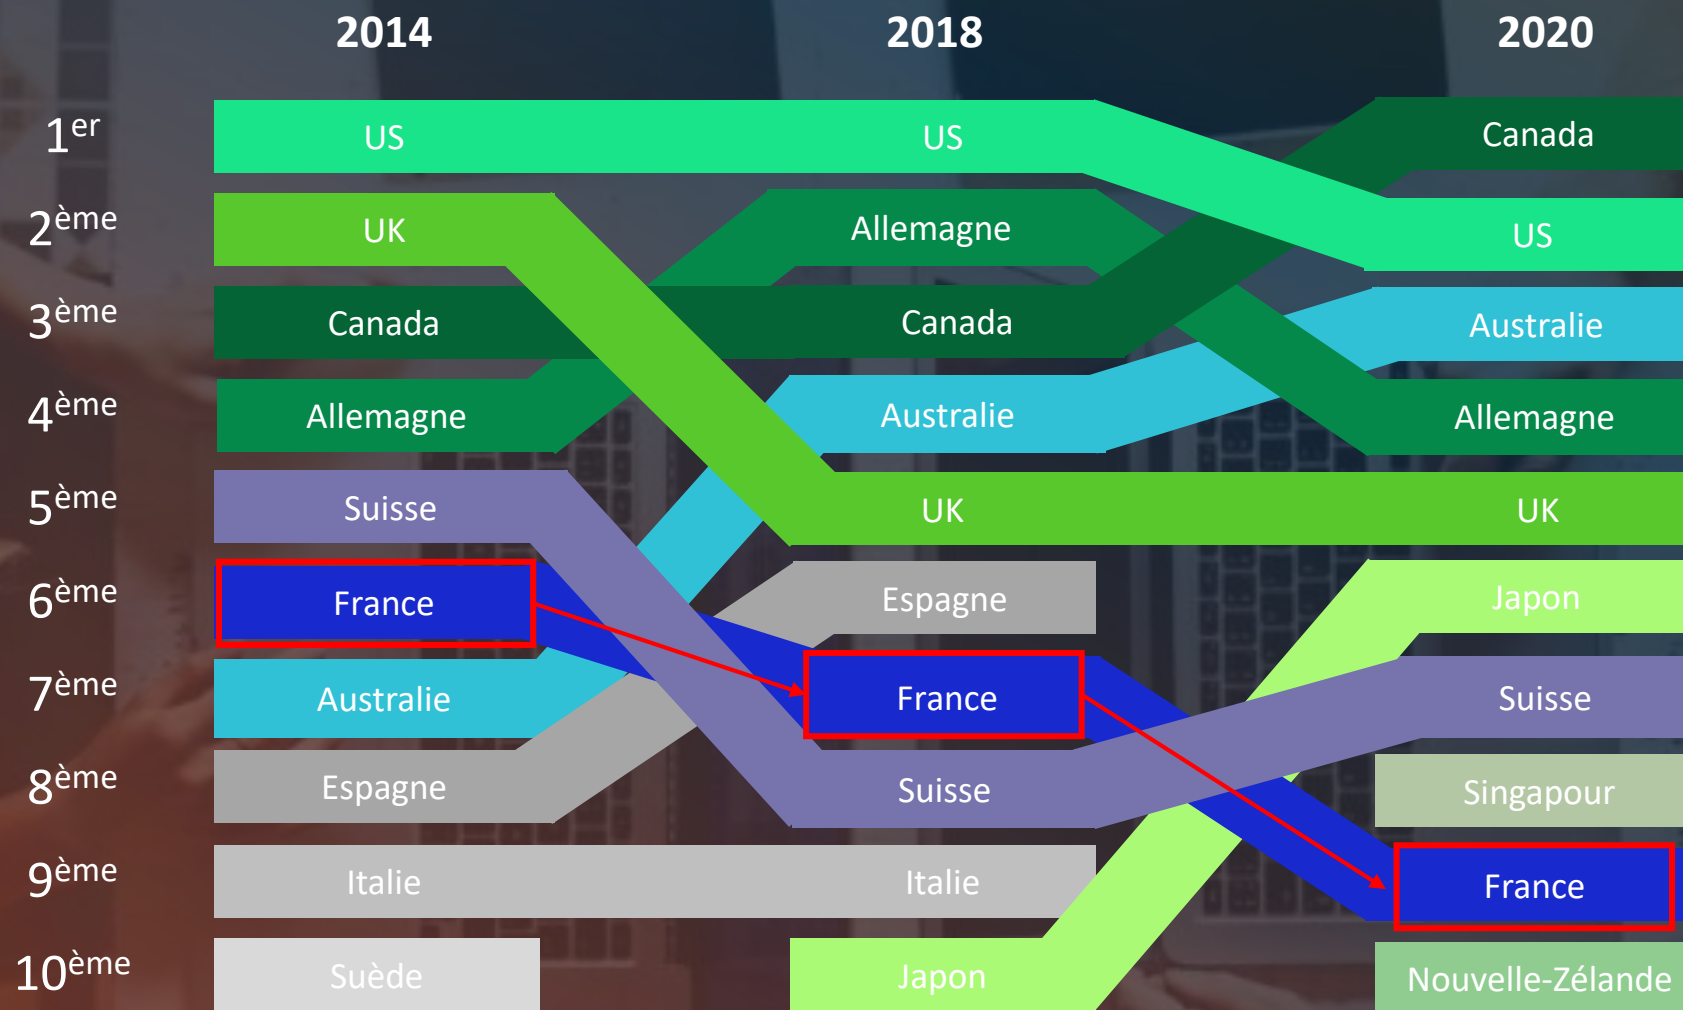 2014 2018 2020
1er US US Canada
2ème UK Allemagne US
3ème Canada Canada Australie
4ème Allemagne Australie Allemagne
5ème Suisse UK UK
6ème France Espagne Japon
7ème Australie France Suisse
8ème Espagne Suisse Singapour
9ème Italie Italie France
10ème Suède Japon Nouvelle-Zélande